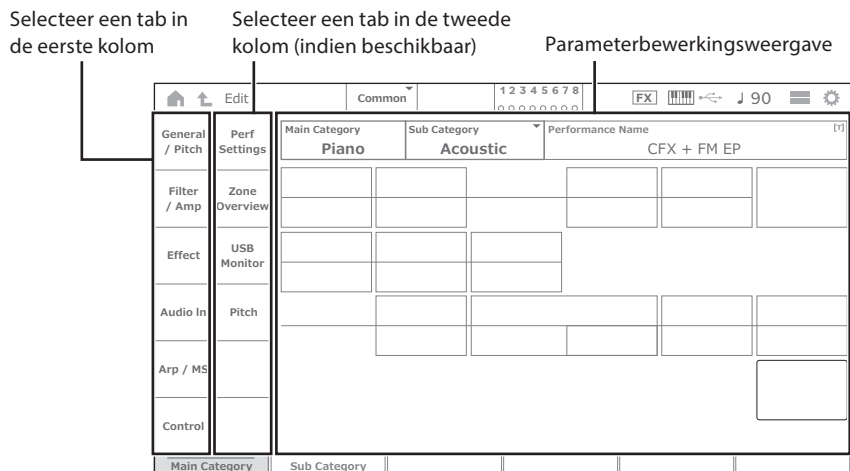 Selecteer een tab in
de eerste kolom
Selecteer een tab in de tweede
kolom (indien beschikbaar)
Parameterbewerkingsweergave
Edit
Common
1 2 3 4 5 6 7 8
FX
♩ 90
General
/ Pitch
Filter
/ Amp
Effect
Audio In
Arp / MS
Control
Perf
Settings
Zone
Overview
USB
Monitor
Pitch
Main Category
Piano
Sub Category
Acoustic
Performance Name
[T]
CFX + FM EP
Main Category
Sub Category